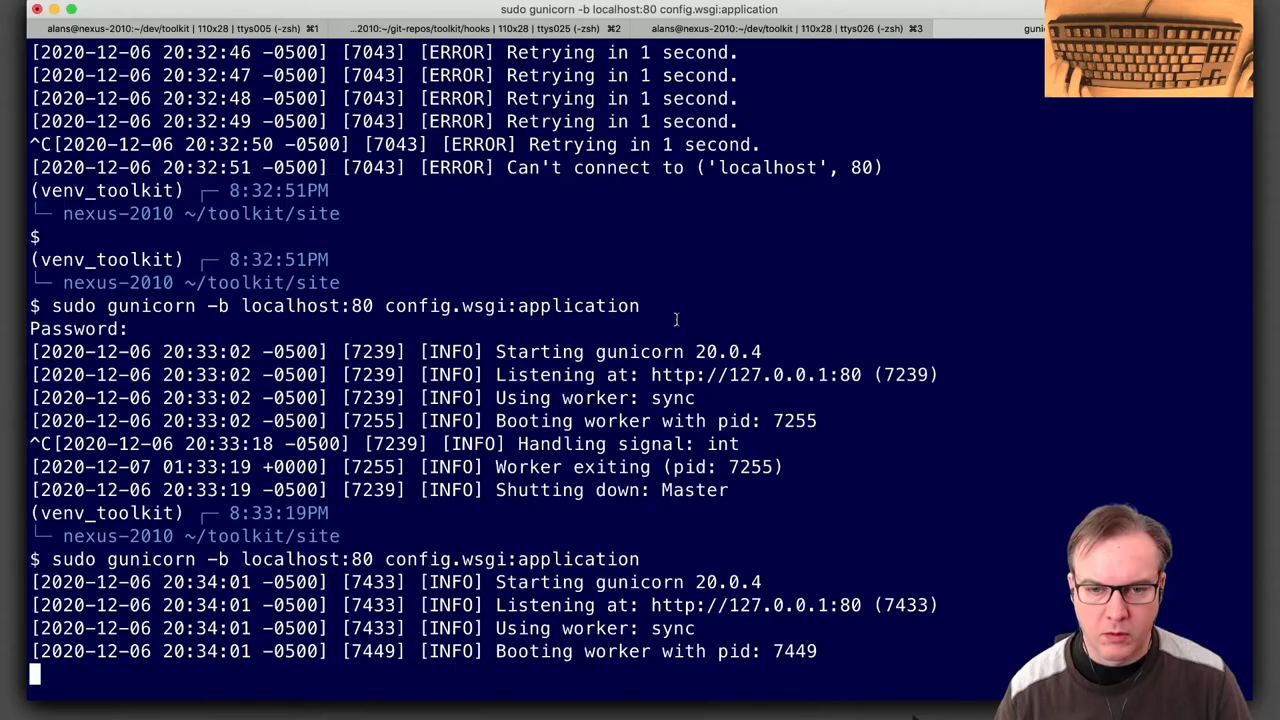 sudo gunicorn -b localhost:80 config.wsgi:application
alans@nexus-2010:~/dev/toolkit | 110x28 | ttys005 (-zsh) ⌘1
...2010:~/git-repos/toolkit/hooks | 110x28 | ttys025 (-zsh) ⌘2
alans@nexus-2010:~/dev/toolkit | 110x28 | ttys026 (-zsh) ⌘3
guni
[2020-12-06 20:32:46 -0500] [7043] [ERROR] Retrying in 1 second.
[2020-12-06 20:32:47 -0500] [7043] [ERROR] Retrying in 1 second.
[2020-12-06 20:32:48 -0500] [7043] [ERROR] Retrying in 1 second.
[2020-12-06 20:32:49 -0500] [7043] [ERROR] Retrying in 1 second.
^C[2020-12-06 20:32:50 -0500] [7043] [ERROR] Retrying in 1 second.
[2020-12-06 20:32:51 -0500] [7043] [ERROR] Can't connect to ('localhost', 80)
(venv_toolkit) ┌─ 8:32:51PM
└─ nexus-2010 ~/toolkit/site
$
(venv_toolkit) ┌─ 8:32:51PM
└─ nexus-2010 ~/toolkit/site
$ sudo gunicorn -b localhost:80 config.wsgi:application
Password:
[2020-12-06 20:33:02 -0500] [7239] [INFO] Starting gunicorn 20.0.4
[2020-12-06 20:33:02 -0500] [7239] [INFO] Listening at: http://127.0.0.1:80 (7239)
[2020-12-06 20:33:02 -0500] [7239] [INFO] Using worker: sync
[2020-12-06 20:33:02 -0500] [7255] [INFO] Booting worker with pid: 7255
^C[2020-12-06 20:33:18 -0500] [7239] [INFO] Handling signal: int
[2020-12-07 01:33:19 +0000] [7255] [INFO] Worker exiting (pid: 7255)
[2020-12-06 20:33:19 -0500] [7239] [INFO] Shutting down: Master
(venv_toolkit) ┌─ 8:33:19PM
└─ nexus-2010 ~/toolkit/site
$ sudo gunicorn -b localhost:80 config.wsgi:application
[2020-12-06 20:34:01 -0500] [7433] [INFO] Starting gunicorn 20.0.4
[2020-12-06 20:34:01 -0500] [7433] [INFO] Listening at: http://127.0.0.1:80 (7433)
[2020-12-06 20:34:01 -0500] [7433] [INFO] Using worker: sync
[2020-12-06 20:34:01 -0500] [7449] [INFO] Booting worker with pid: 7449